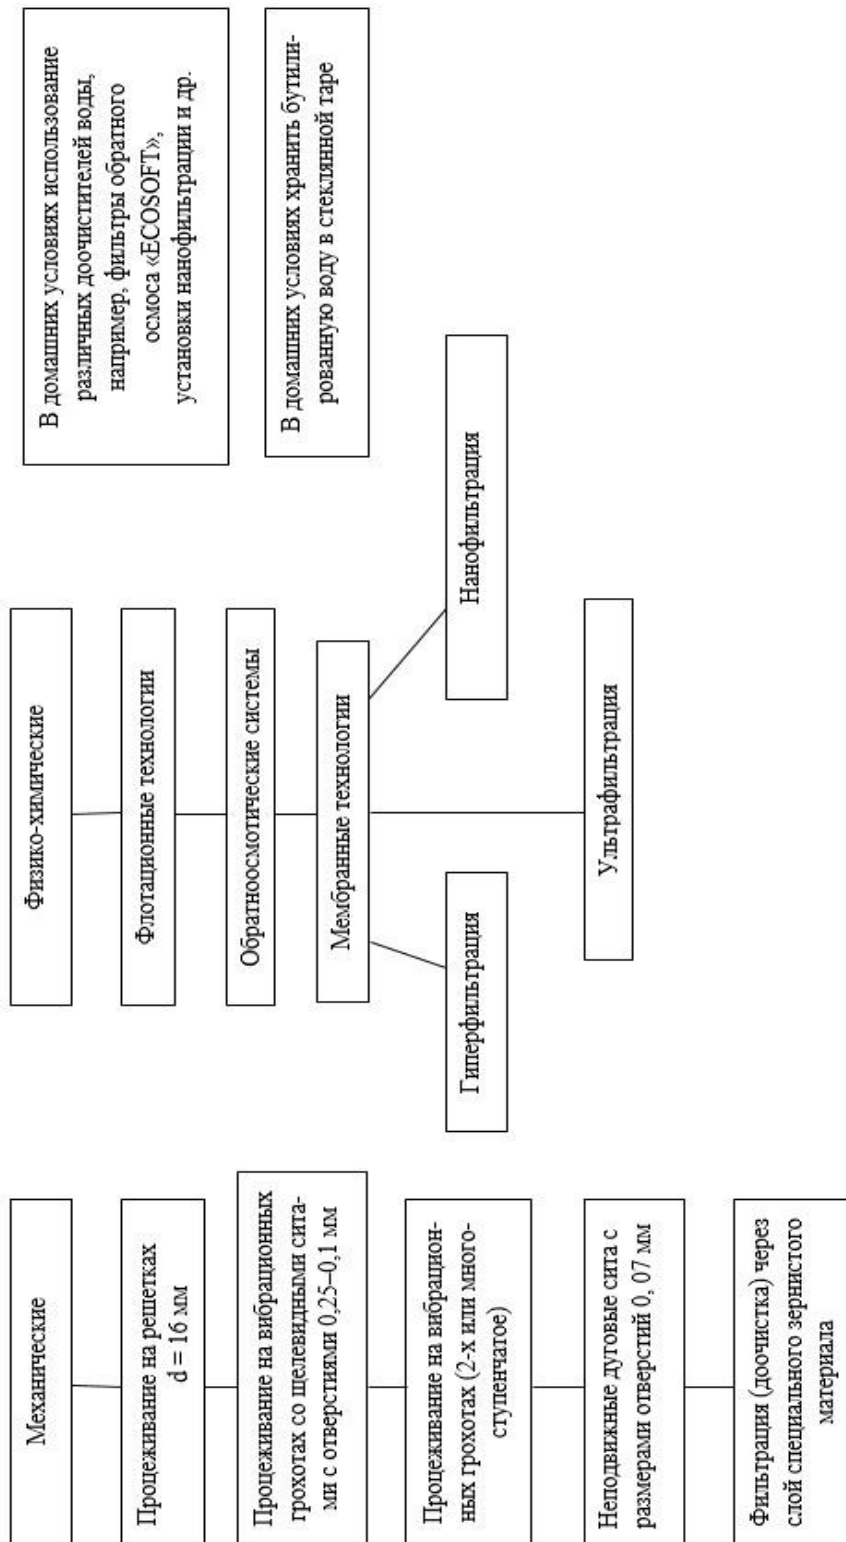 Механические
Процеживание на решетках
d = 16 мм
Процеживание на вибрационных
грохотах со щелевидными сита-
ми с отверстиями 0,25–0,1 мм
Процеживание на вибрацион-
ных грохотах (2-х или много-
ступенчатое)
Неподвижные дуговые сита с
размерами отверстий 0, 07 мм
Фильтрация (доочистка) через
слой специального зернистого
материала
Физико-химические
Флотационные технологии
Обратноосмотические системы
Мембранные технологии
Гиперфильтрация
Ультрафильтрация
Нанофильтрация
В домашних условиях использование
различных доочистителей воды,
например, фильтры обратного
осмоса «ECOSOFT»,
установки нанофильтрации и др.
В домашних условиях хранить бутили-
рованную воду в стеклянной таре